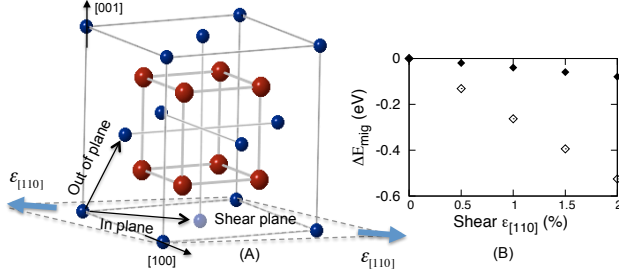 [001]
Out of plane
ε[110]
In plane
Shear plane
[100]
(A)
ε[110]
0
-0.2
-0.4
-0.6
ΔEmig (eV)
0 0.5 1 1.5 2
Shear ε[110] (%)
(B)